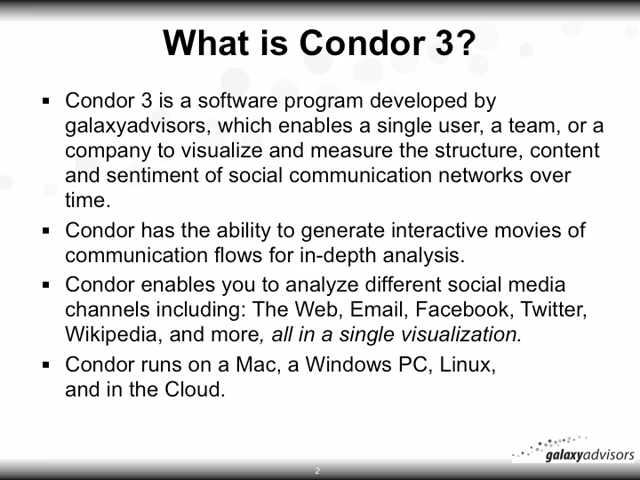 What is Condor 3?
▪ Condor 3 is a software program developed by
galaxyadvisors, which enables a single user, a team, or a
company to visualize and measure the structure, content
and sentiment of social communication networks over
time.
▪ Condor has the ability to generate interactive movies of
communication flows for in-depth analysis.
▪ Condor enables you to analyze different social media
channels including: The Web, Email, Facebook, Twitter,
Wikipedia, and more, all in a single visualization.
▪ Condor runs on a Mac, a Windows PC, Linux,
and in the Cloud.
galaxyadvisors
2